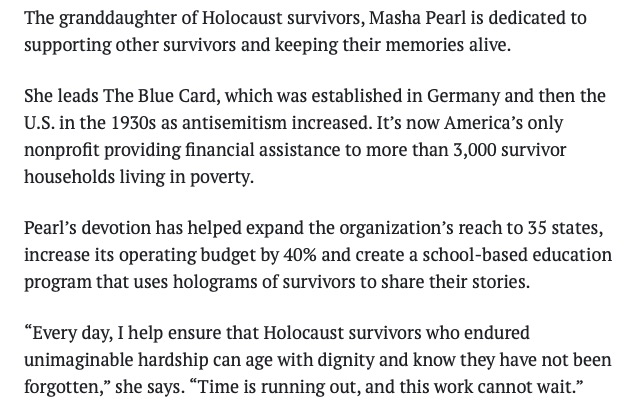 The granddaughter of Holocaust survivors, Masha Pearl is dedicated to
supporting other survivors and keeping their memories alive.
She leads The Blue Card, which was established in Germany and then the
U.S. in the 1930s as antisemitism increased. It’s now America’s only
nonprofit providing financial assistance to more than 3,000 survivor
households living in poverty.
Pearl’s devotion has helped expand the organization’s reach to 35 states,
increase its operating budget by 40% and create a school-based education
program that uses holograms of survivors to share their stories.
“Every day, I help ensure that Holocaust survivors who endured
unimaginable hardship can age with dignity and know they have not been
forgotten,” she says. “Time is running out, and this work cannot wait.”